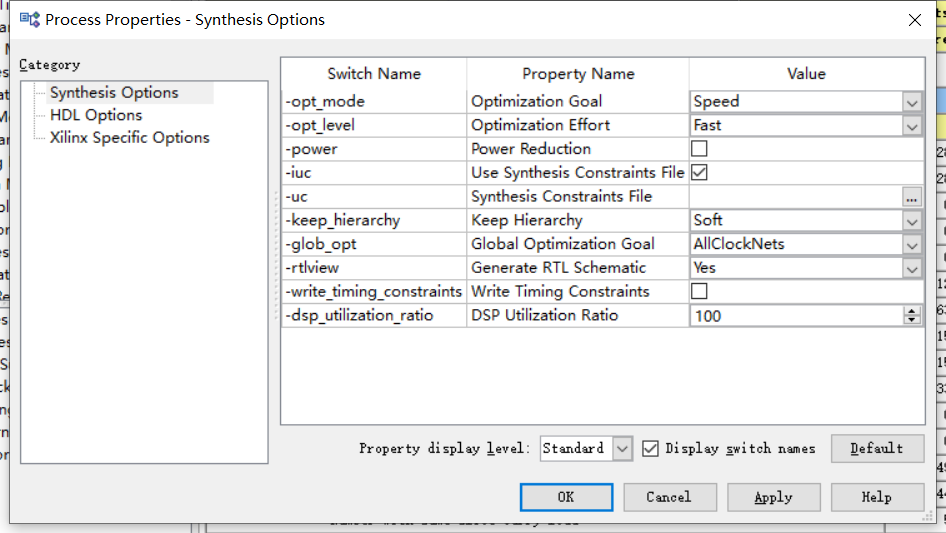 Process Properties - Synthesis Options
Category
Synthesis Options
HDL Options
Xilinx Specific Options
Switch Name Property Name Value
-opt_mode Optimization Goal Speed
-opt_level Optimization Effort Fast
-power Power Reduction
-iuc Use Synthesis Constraints File
-uc Synthesis Constraints File ...
-keep_hierarchy Keep Hierarchy Soft
-glob_opt Global Optimization Goal AllClockNets
-rtlview Generate RTL Schematic Yes
-write_timing_constraints Write Timing Constraints
-dsp_utilization_ratio DSP Utilization Ratio 100
Property display level: Standard Display switch names Default
OK Cancel Apply Help